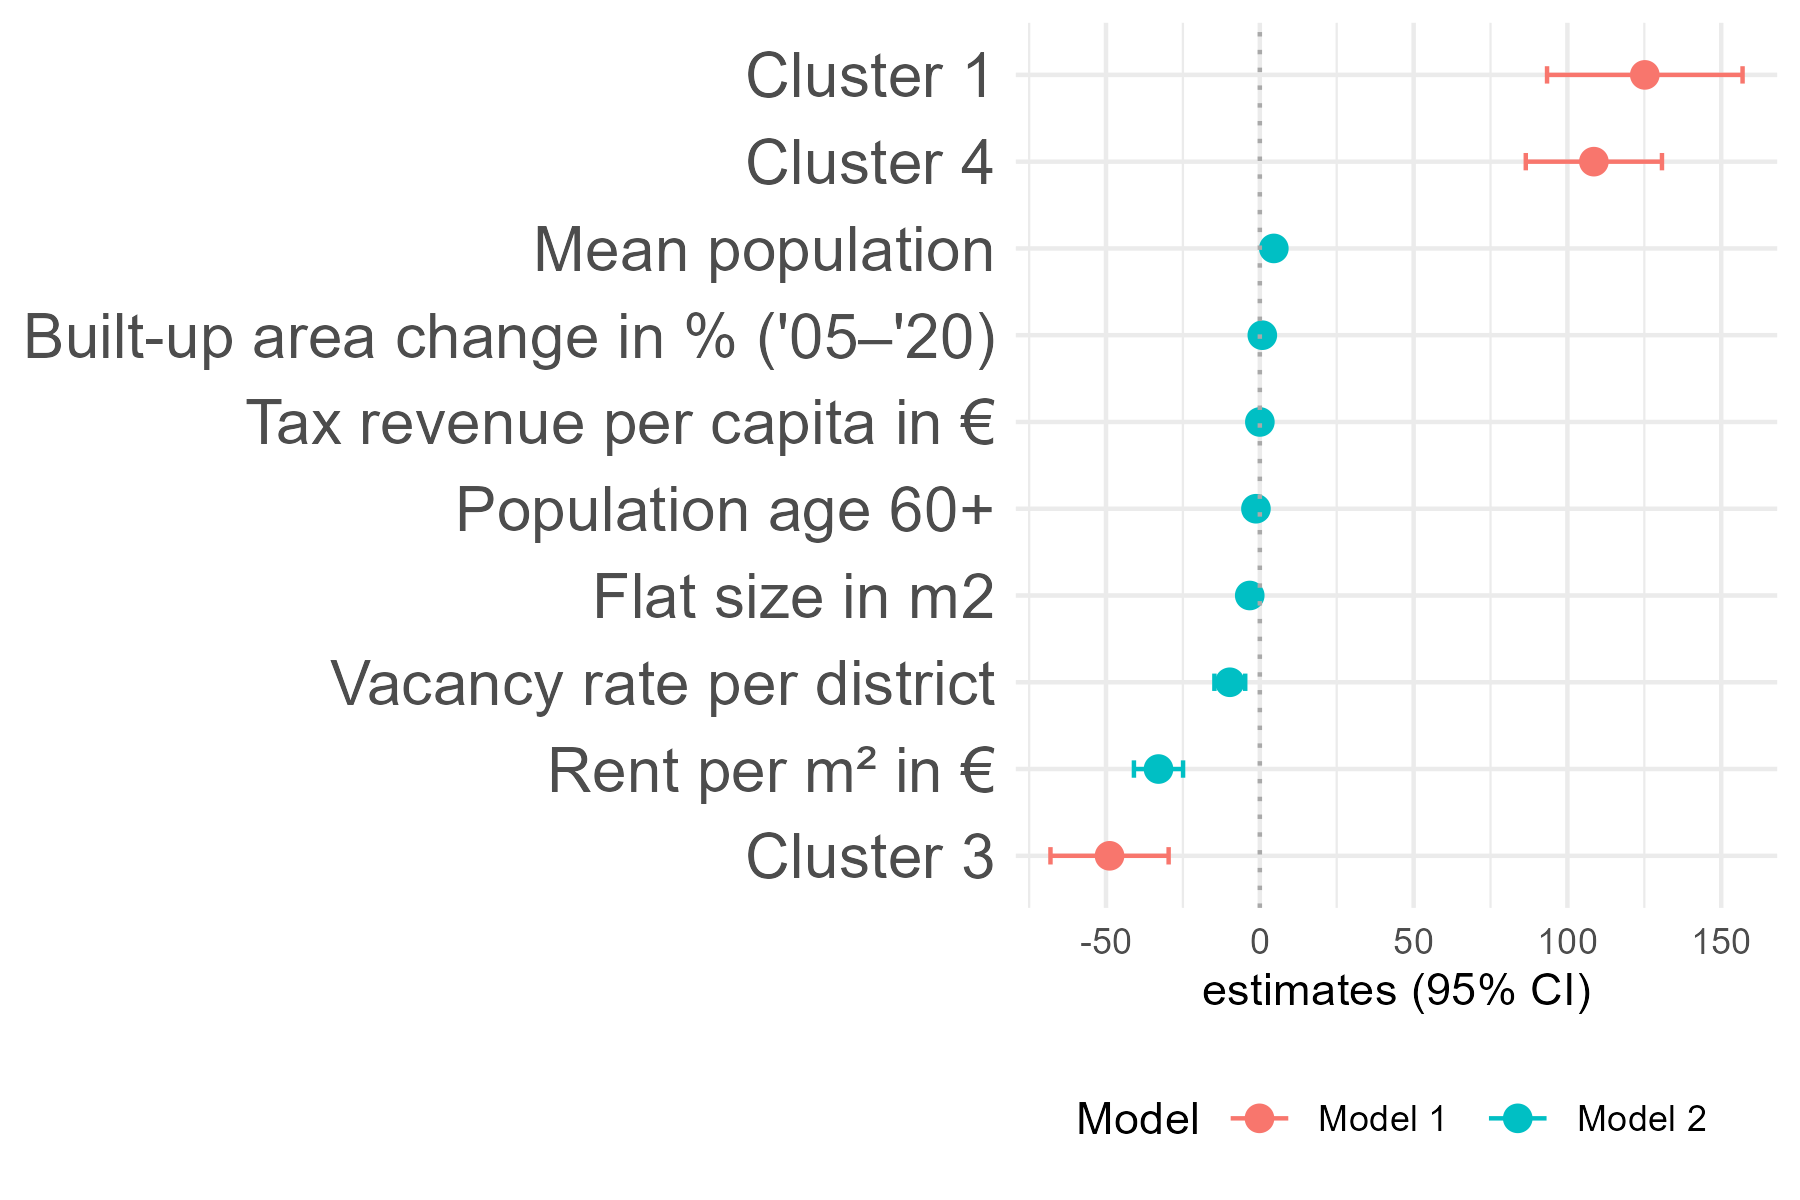 Cluster 1
Cluster 4
Mean population
Built-up area change in % ('05–'20)
Tax revenue per capita in €
Population age 60+
Flat size in m2
Vacancy rate per district
Rent per m² in €
Cluster 3
-50 0 50 100 150
estimates (95% CI)
Model Model 1 Model 2